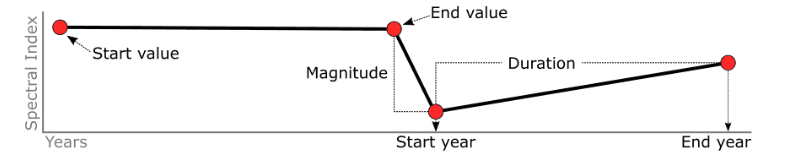 End value
Start value
Magnitude
Duration
Spectral Index
Years
Start year
End year